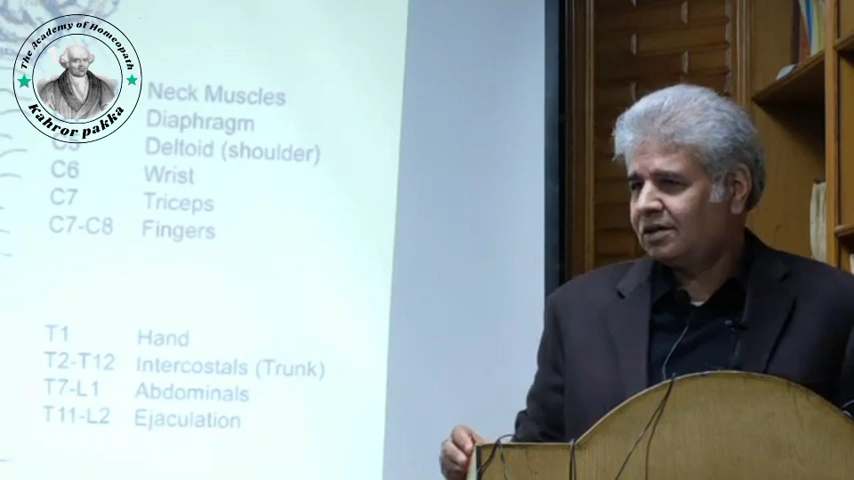 The Academy of Homeopath
Kahror pakka
Neck Muscles
Diaphragm
Deltoid (shoulder)
C6 Wrist
C7 Triceps
C7-C8 Fingers
T1 Hand
T2-T12 Intercostals (Trunk)
T7-L1 Abdominals
T11-L2 Ejaculation